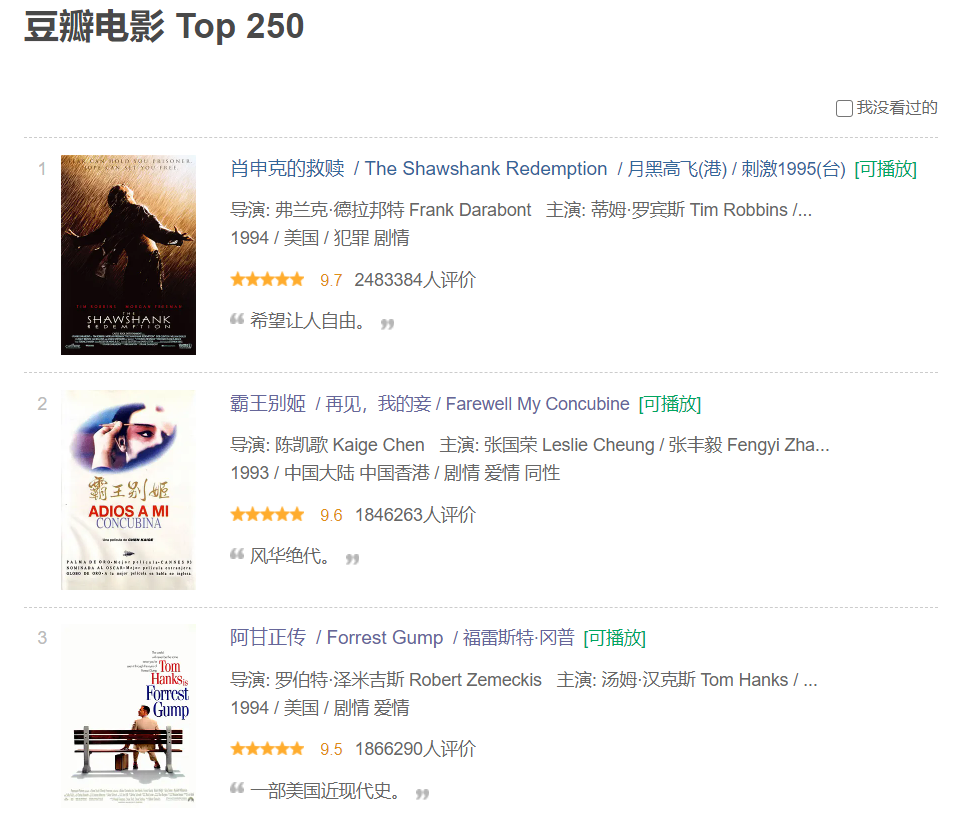 豆瓣电影 Top 250
我没看过的
1
FEAR CAN HOLD YOU PRISONER.
HOPE CAN SET YOU FREE.
TIM ROBBINS MORGAN FREEMAN
THE
SHAWSHANK
REDEMPTION
肖申克的救赎 / The Shawshank Redemption / 月黑高飞(港) / 刺激1995(台) [可播放]
导演: 弗兰克·德拉邦特 Frank Darabont 主演: 蒂姆·罗宾斯 Tim Robbins /...
1994 / 美国 / 犯罪 剧情
9.7 2483384人评价
“ 希望让人自由。 ”
2
霸王别姬
ADIOS A MI
CONCUBINA
Una película de CHEN KAIGE
PALMA DE ORO-Mejor película-CANNES 93
NOMINADA AL OSCAR-Mejor película extranjera
GLOBO DE ORO-A la mejor película en habla no inglesa
霸王别姬 / 再见，我的妾 / Farewell My Concubine [可播放]
导演: 陈凯歌 Kaige Chen 主演: 张国荣 Leslie Cheung / 张丰毅 Fengyi Zha...
1993 / 中国大陆 中国香港 / 剧情 爱情 同性
9.6 1846263人评价
“ 风华绝代。 ”
3
Tom
Hanks is
Forrest
Gump
阿甘正传 / Forrest Gump / 福雷斯特·冈普 [可播放]
导演: 罗伯特·泽米吉斯 Robert Zemeckis 主演: 汤姆·汉克斯 Tom Hanks / ...
1994 / 美国 / 剧情 爱情
9.5 1866290人评价
“ 一部美国近现代史。 ”